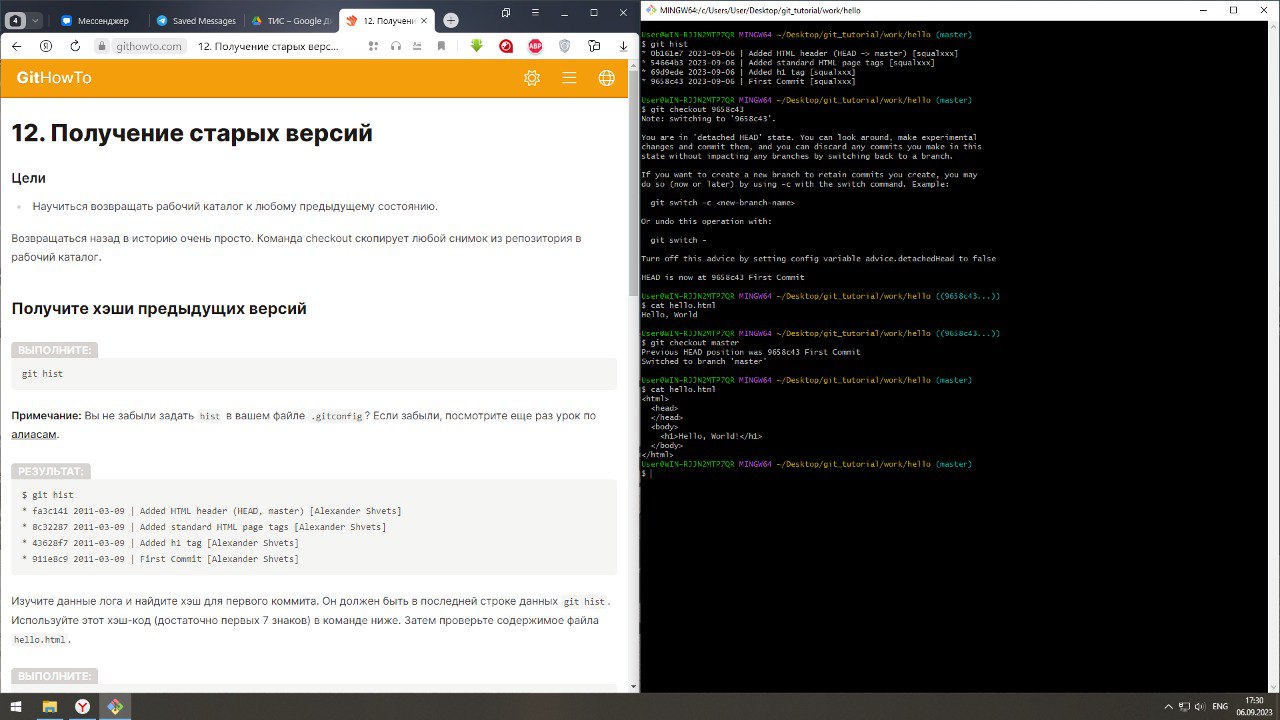 4
Мессенджер
Saved Messages
ТИС – Google Д
12. Получени
githowto.com
12. Получение старых верс...
ABP
GitHowTo
12. Получение старых версий
Цели
Научиться возвращать рабочий каталог к любому предыдущему состоянию.
Возвращаться назад в историю очень просто. Команда checkout скопирует любой снимок из репозитория в
рабочий каталог.
Получите хэши предыдущих версий
ВЫПОЛНИТЕ:
git hist
Примечание: Вы не забыли задать hist в вашем файле .gitconfig? Если забыли, посмотрите еще раз урок по
алиасам.
РЕЗУЛЬТАТ:
$ git hist
* fa3c141 2011-03-09 | Added HTML header (HEAD, master) [Alexander Shvets]
* 8c32287 2011-03-09 | Added standard HTML page tags [Alexander Shvets]
* 43628f7 2011-03-09 | Added h1 tag [Alexander Shvets]
* 911e8c9 2011-03-09 | First Commit [Alexander Shvets]
Изучите данные лога и найдите хэш для первого коммита. Он должен быть в последней строке данных git hist.
Используйте этот хэш-код (достаточно первых 7 знаков) в команде ниже. Затем проверьте содержимое файла
hello.html.
ВЫПОЛНИТЕ:
MINGW64:/c/Users/User/Desktop/git_tutorial/work/hello
User@WIN-RJJN2MTP7QR MINGW64 ~/Desktop/git_tutorial/work/hello (master)
$ git hist
* 0b161e7 2023-09-06 | Added HTML header (HEAD -> master) [squalxxx]
* 54664b3 2023-09-06 | Added standard HTML page tags [squalxxx]
* 69d9ede 2023-09-06 | Added h1 tag [squalxxx]
* 9658c43 2023-09-06 | First Commit [squalxxx]
User@WIN-RJJN2MTP7QR MINGW64 ~/Desktop/git_tutorial/work/hello (master)
$ git checkout 9658c43
Note: switching to '9658c43'.
You are in 'detached HEAD' state. You can look around, make experimental
changes and commit them, and you can discard any commits you make in this
state without impacting any branches by switching back to a branch.
If you want to create a new branch to retain commits you create, you may
do so (now or later) by using -c with the switch command. Example:
git switch -c <new-branch-name>
Or undo this operation with:
git switch -
Turn off this advice by setting config variable advice.detachedHead to false
HEAD is now at 9658c43 First Commit
User@WIN-RJJN2MTP7QR MINGW64 ~/Desktop/git_tutorial/work/hello ((9658c43...))
$ cat hello.html
Hello, World
User@WIN-RJJN2MTP7QR MINGW64 ~/Desktop/git_tutorial/work/hello ((9658c43...))
$ git checkout master
Previous HEAD position was 9658c43 First Commit
Switched to branch 'master'
User@WIN-RJJN2MTP7QR MINGW64 ~/Desktop/git_tutorial/work/hello (master)
$ cat hello.html
<html>
<head>
</head>
<body>
<h1>Hello, World!</h1>
</body>
</html>
User@WIN-RJJN2MTP7QR MINGW64 ~/Desktop/git_tutorial/work/hello (master)
$
ENG
17:30
06.09.2023